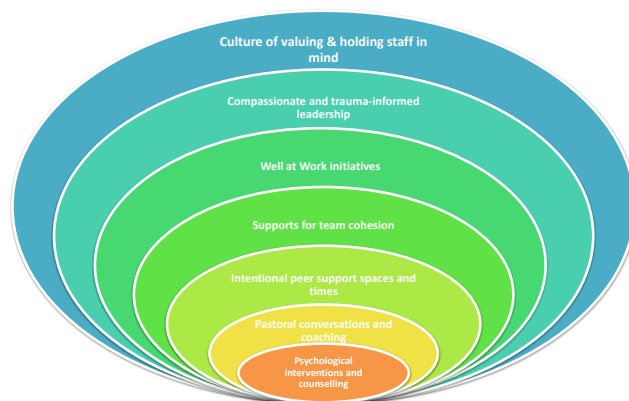 Culture of valuing & holding staff in
mind
Compassionate and trauma-informed
leadership
Well at Work initiatives
Supports for team cohesion
Intentional peer support spaces and
times
Pastoral conversations and
coaching
Psychological
interventions and
counselling